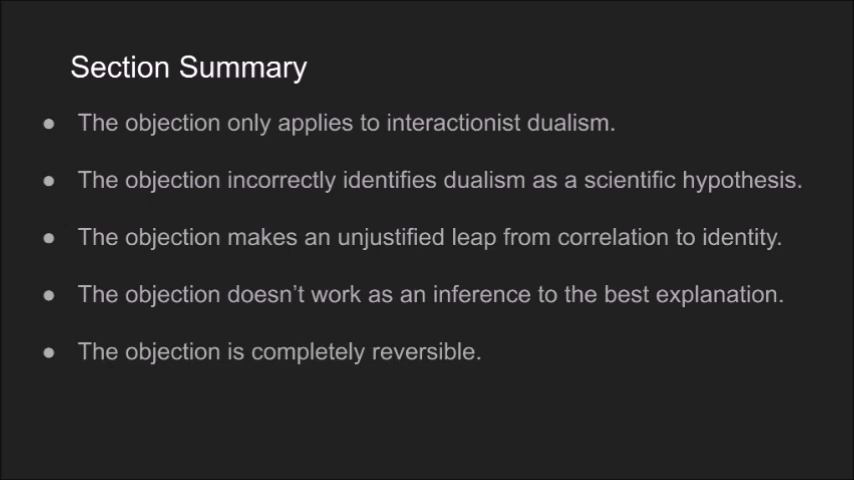 Section Summary
● The objection only applies to interactionist dualism.
● The objection incorrectly identifies dualism as a scientific hypothesis.
● The objection makes an unjustified leap from correlation to identity.
● The objection doesn’t work as an inference to the best explanation.
● The objection is completely reversible.